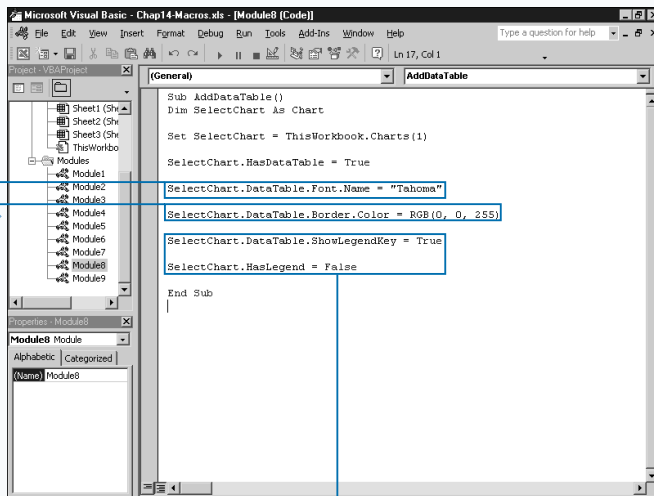 Microsoft Visual Basic - Chap14-Macros.xls - [Module8 (Code)]
File Edit View Insert Format Debug Run Tools Add-Ins Window Help
Type a question for help
Ln 17, Col 1
Project - VBAProject
(General)
AddDataTable
Sheet1 (She
Sheet2 (She
Sheet3 (She
ThisWorkbo
Modules
Module1
Module2
Module3
Module4
Module5
Module6
Module7
Module8
Module9
Properties - Module8
Module8 Module
Alphabetic Categorized
(Name) Module8
Sub AddDataTable()
Dim SelectChart As Chart
Set SelectChart = ThisWorkbook.Charts(1)
SelectChart.HasDataTable = True
SelectChart.DataTable.Font.Name = "Tahoma"
SelectChart.DataTable.Border.Color = RGB(0, 0, 255)
SelectChart.DataTable.ShowLegendKey = True
SelectChart.HasLegend = False
End Sub